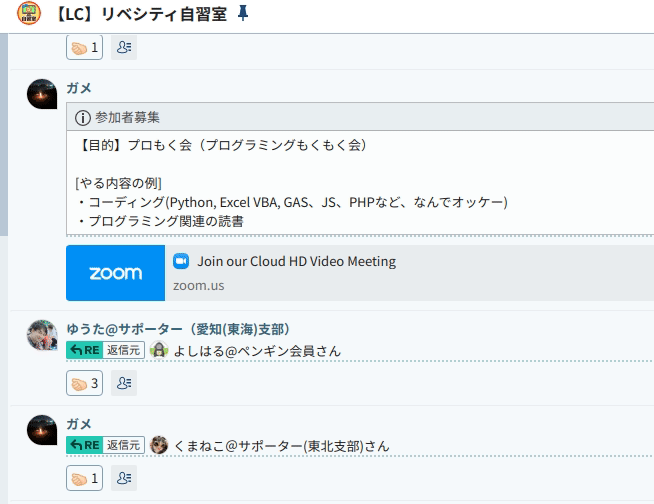 【LC】リベシティ自習室
1
ガメ
参加者募集
【目的】プロもく会（プログラミングもくもく会）
[やる内容の例]
・コーディング(Python, Excel VBA, GAS、JS、PHPなど、なんでオッケー)
・プログラミング関連の読書
zoom
Join our Cloud HD Video Meeting
zoom.us
ゆうた@サポーター（愛知(東海)支部）
RE 返信元 よしはる@ペンギン会員さん
3
ガメ
RE 返信元 くまねこ@サポーター(東北支部)さん
1